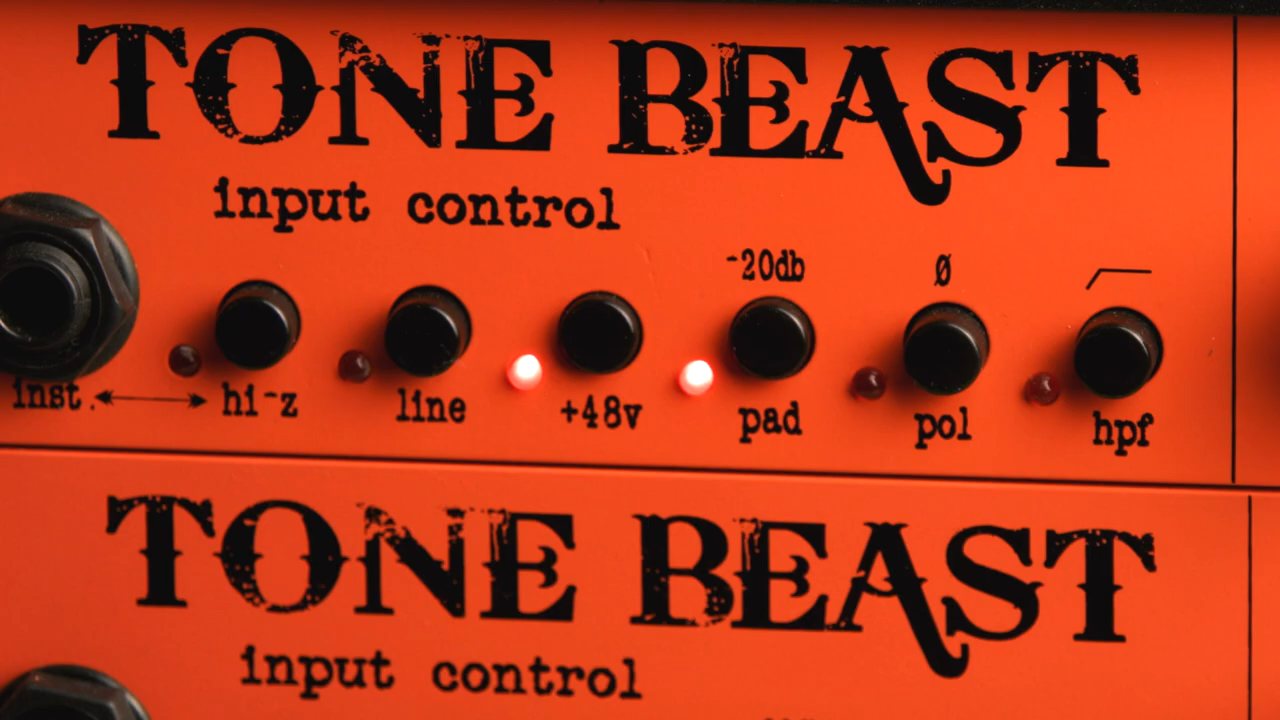 TONE BEAST
input control
-20db Ø
inst. hi-z line +48v pad pol hpf
TONE BEAST
input control